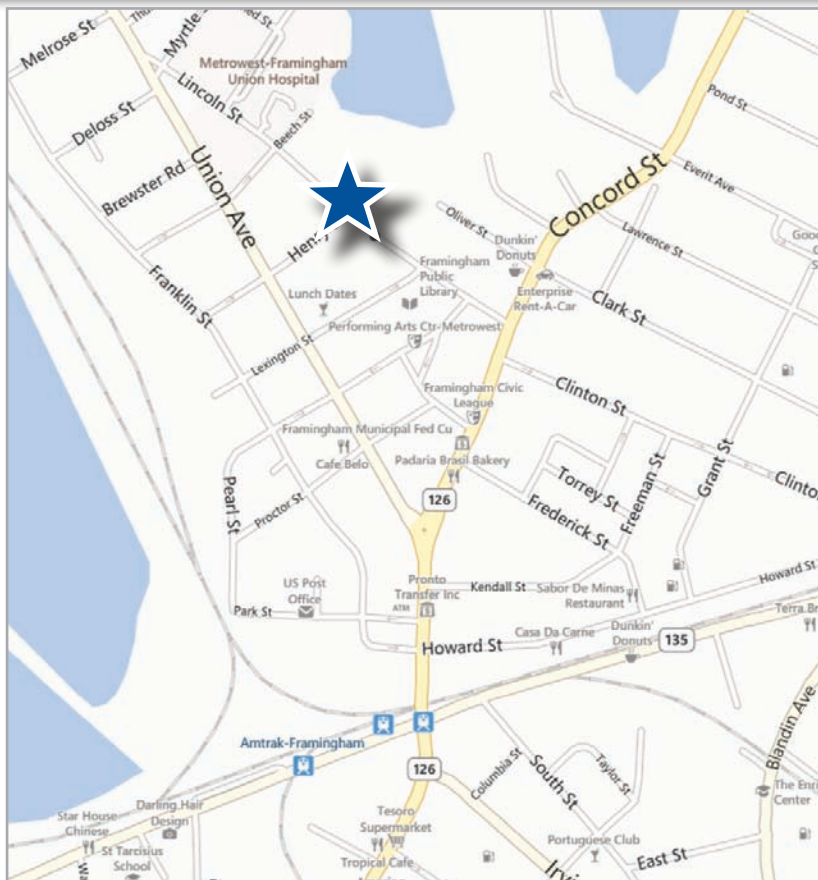 Melrose St
Myrtle St
Metrowest-Framingham
Union Hospital
Lincoln St
Deloss St
Beech St
Pond St
Brewster Rd
Union Ave
Everit Ave
Concord St
Oliver St
Henry
Lawrence St
Dunkin'
Donuts
Framingham
Public
Library
Franklin St
Lunch Dates
Enterprise
Rent-A-Car
Clark St
Performing Arts Ctr-Metrowest
Lexington St
Framingham Civic
League
Clinton St
Framingham Municipal Fed Cu
Cafe Belo
Padaria Brasil Bakery
Grant St
Freeman St
Torrey St
Pearl St
Proctor St
126
Frederick St
US Post
Office
Pronto
Transfer Inc
ATM
Kendall St
Sabor De Minas
Restaurant
Howard St
Park St
Casa Da Carne
Dunkin'
Donuts
135
Howard St
Amtrak-Framingham
126
Columbia St
South St
Taylor St
Blandin Ave
Star House
Chinese
Darling Hair
Design
Tesoro
Supermarket
St Tarcisius
School
Tropical Cafe
Portuguese Club
East St
Center